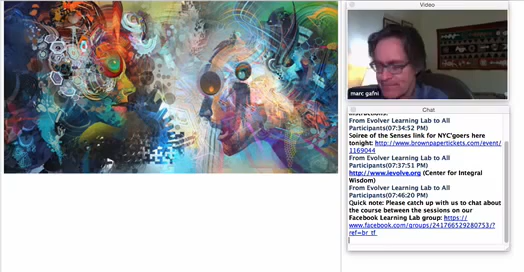 Video
marc gafni
Chat
instructions:
From Evolver Learning Lab to All
Participants(07:34:52 PM)
Soiree of the Senses link for NYC'goers here
tonight: http://www.brownpapertickets.com/event/
1169044
From Evolver Learning Lab to All
Participants(07:37:51 PM)
http://www.ievolve.org (Center for Integral
Wisdom)
From Evolver Learning Lab to All
Participants(07:46:20 PM)
Quick note: Please catch up with us to chat about
the course between the sessions on our
Facebook Learning Lab group: https://
www.facebook.com/groups/241766529280753/?
ref=br_tf